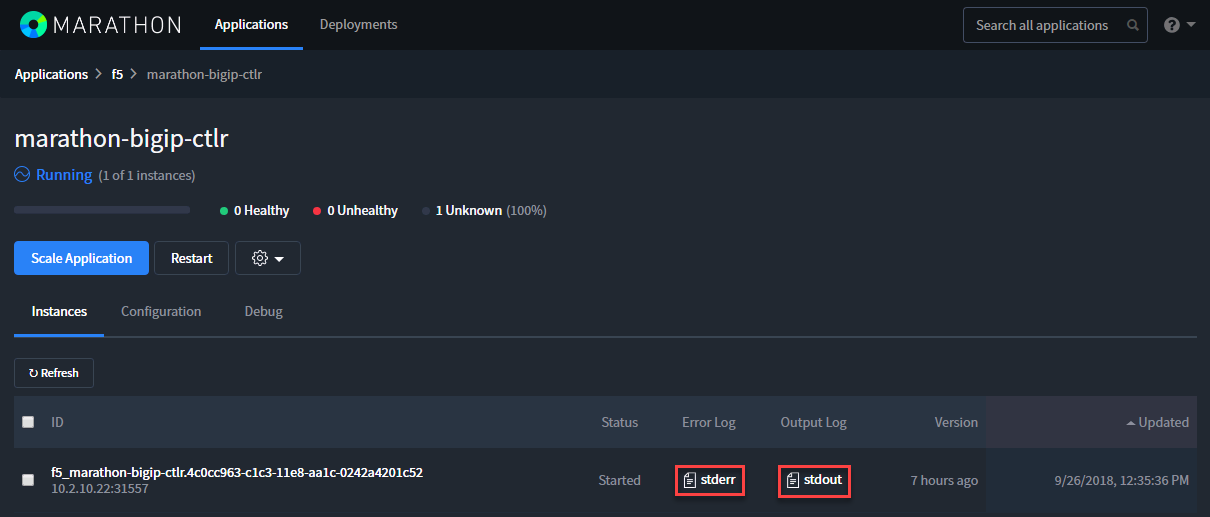 MARATHON Applications Deployments Search all applications ?
Applications > f5 > marathon-bigip-ctlr
marathon-bigip-ctlr
Running (1 of 1 instances)
0 Healthy 0 Unhealthy 1 Unknown (100%)
Scale Application Restart
Instances Configuration Debug
↻ Refresh
ID Status Error Log Output Log Version Updated
f5_marathon-bigip-ctlr.4c0cc963-c1c3-11e8-aa1c-0242a4201c52
10.2.10.22:31557 Started stderr stdout 7 hours ago 9/26/2018, 12:35:36 PM